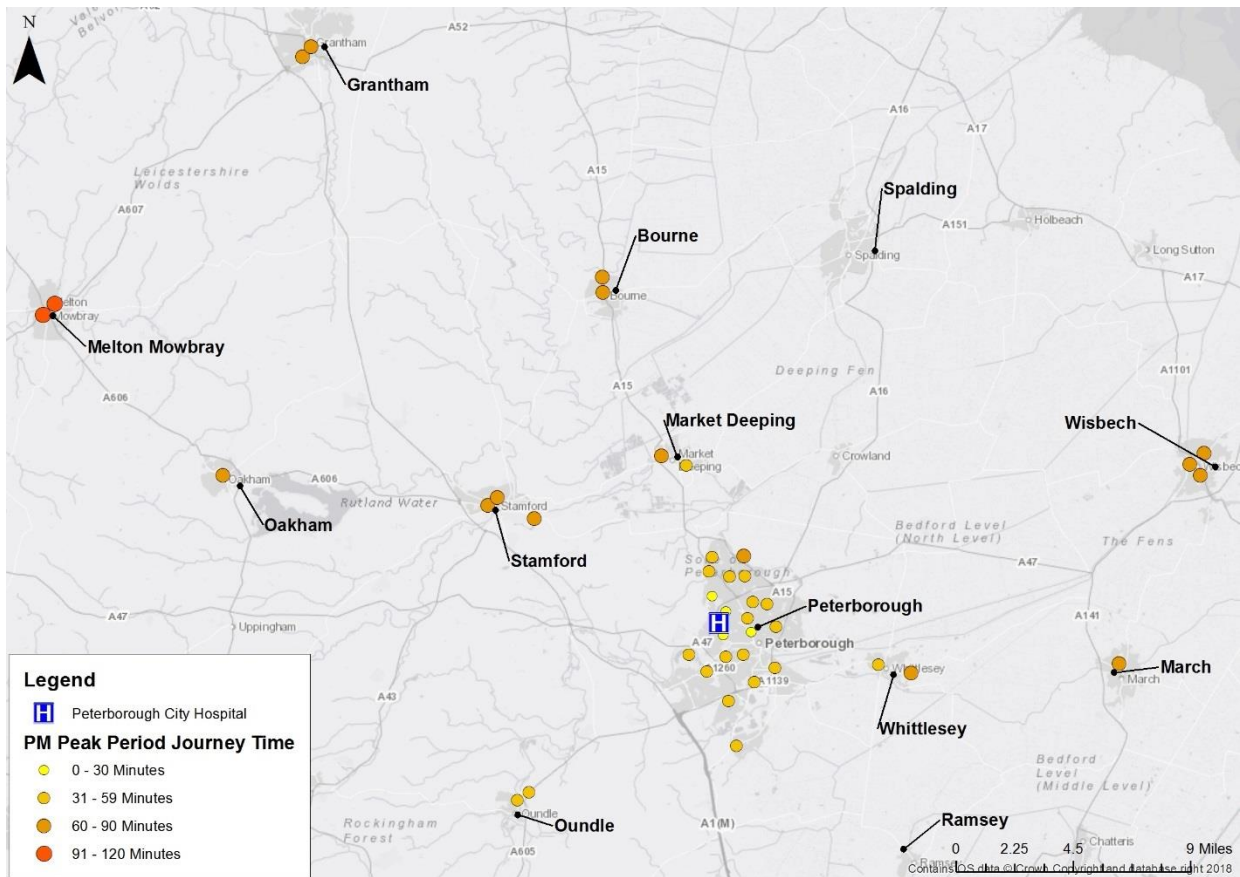 N
A52
Grantham
Grantham
A16
A17
A15
Leicestershire
Wolds
Spalding
A607
Holbeach
A151
Bourne
Spalding
Long Sutton
A17
Bourne
Mowbray
Melton Mowbray
Deeping Fen
A1101
A15
A16
A606
Market Deeping
Wisbech
Market
Crowland
Oakham
A606
Rutland Water
Stamford
Oakham
Bedford Level
(North Level)
The Fens
Stamford
A47
A15
Peterborough
A141
A47
Uppingham
A47
Peterborough
A1260
Whittlesey
March
March
A1139
A43
Whittlesey
Bedford
Level
(Middle Level)
Oundle
Rockingham
Forest
Oundle
A1(M)
Ramsey
A605
Chatteris
0 2.25 4.5 9 Miles
Contains OS data © Crown Copyright and database right 2018
Legend
H Peterborough City Hospital
PM Peak Period Journey Time
0 - 30 Minutes
31 - 59 Minutes
60 - 90 Minutes
91 - 120 Minutes